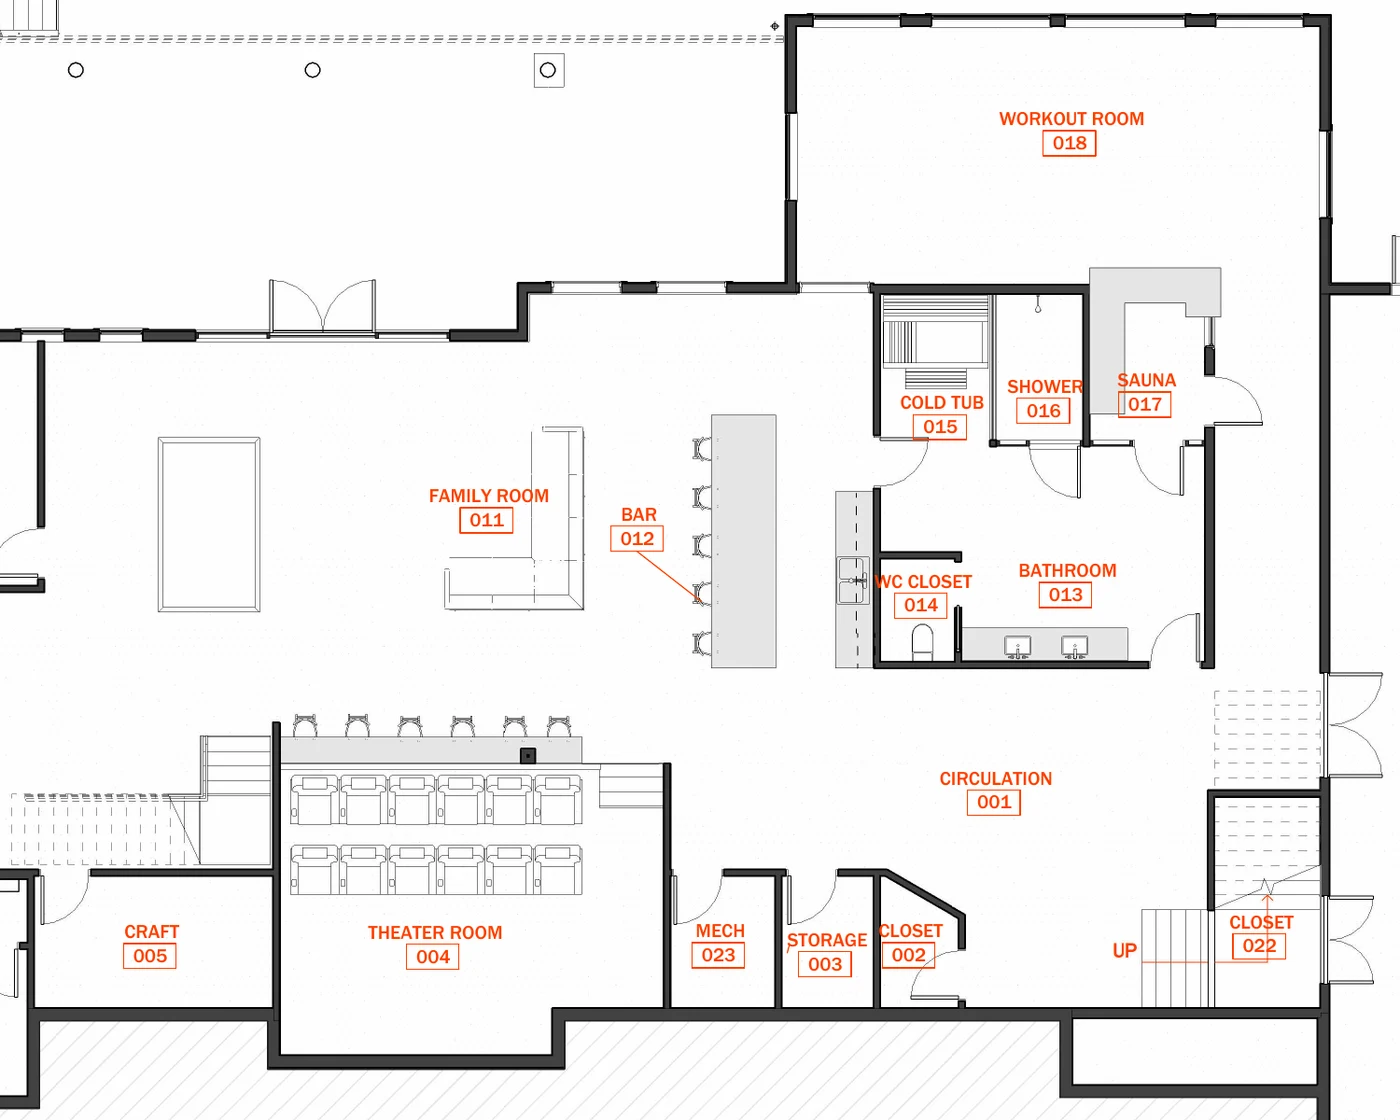 WORKOUT ROOM
018
SHOWER
016
SAUNA
017
COLD TUB
015
FAMILY ROOM
011
BAR
012
WC CLOSET
014
BATHROOM
013
CIRCULATION
001
THEATER ROOM
004
CRAFT
005
MECH
023
STORAGE
003
CLOSET
002
UP
CLOSET
022